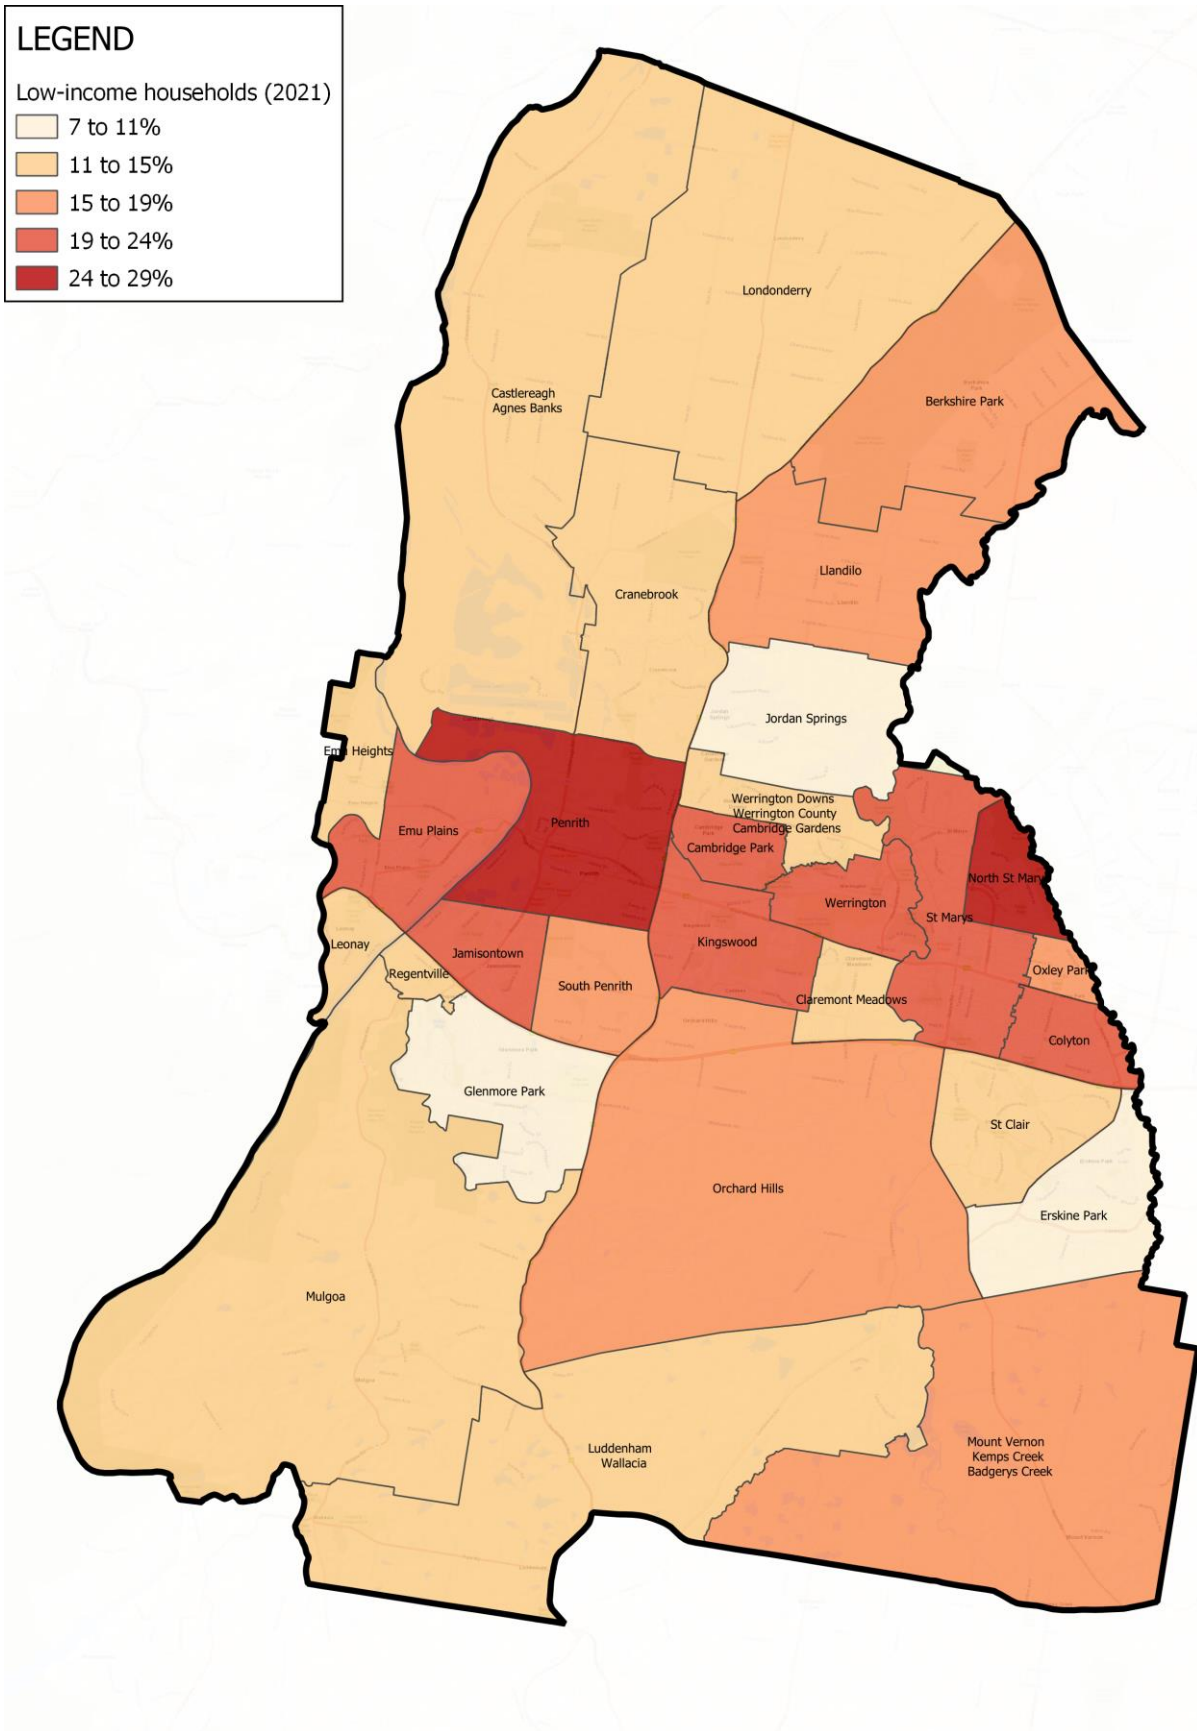 LEGEND
Low-income households (2021)
7 to 11%
11 to 15%
15 to 19%
19 to 24%
24 to 29%
Londonderry
Castlereagh
Agnes Banks
Berkshire Park
Llandilo
Cranebrook
Jordan Springs
Emu Heights
Werrington Downs
Werrington County
Cambridge Gardens
Penrith
Emu Plains
Cambridge Park
North St Mary
Werrington
St Marys
Kingswood
Leonay
Jamisontown
Regentville
Oxley Park
South Penrith
Claremont Meadows
Colyton
Glenmore Park
St Clair
Orchard Hills
Erskine Park
Mulgoa
Luddenham
Wallacia
Mount Vernon
Kemps Creek
Badgerys Creek